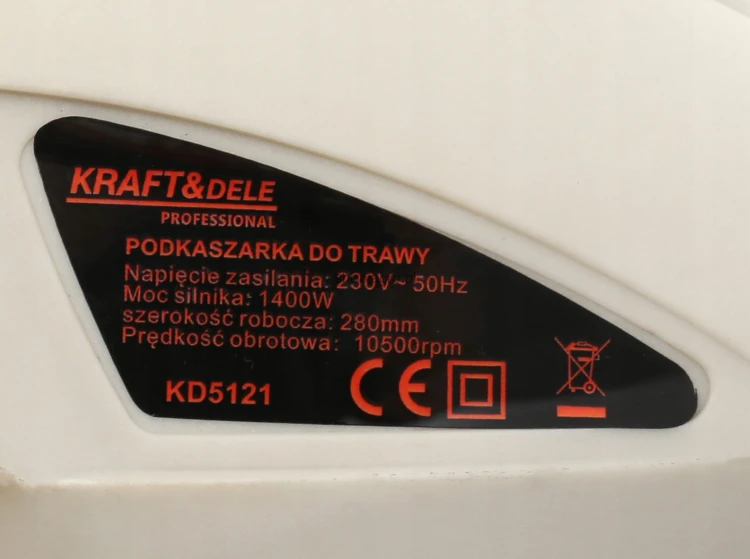 KRAFT&DELE
PROFESSIONAL
PODKASZARKA DO TRAWY
Napięcie zasilania: 230V~ 50Hz
Moc silnika: 1400W
szerokość robocza: 280mm
Prędkość obrotowa: 10500rpm
KD5121 CE